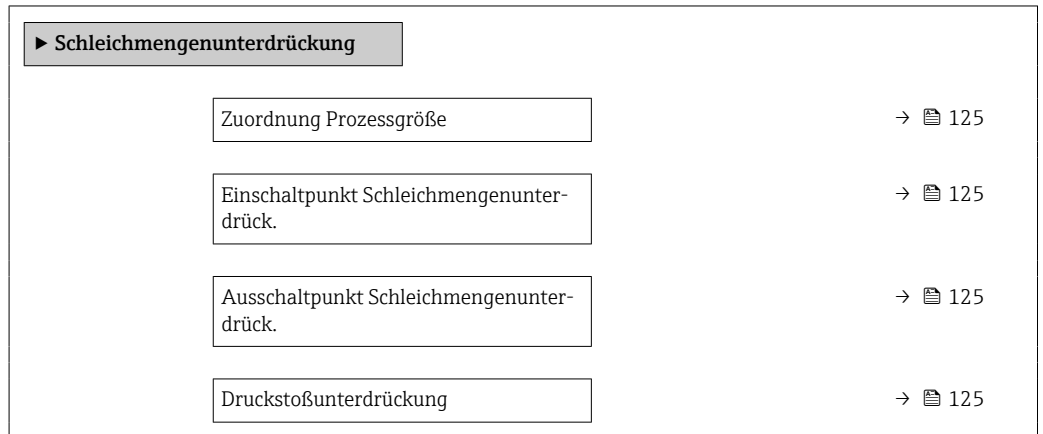 ▶ Schleichmengenunterdrückung
Zuordnung Prozessgröße → 125
Einschaltpunkt Schleichmengenunter- → 125
drück.
Ausschaltpunkt Schleichmengenunter- → 125
drück.
Druckstoßunterdrückung → 125